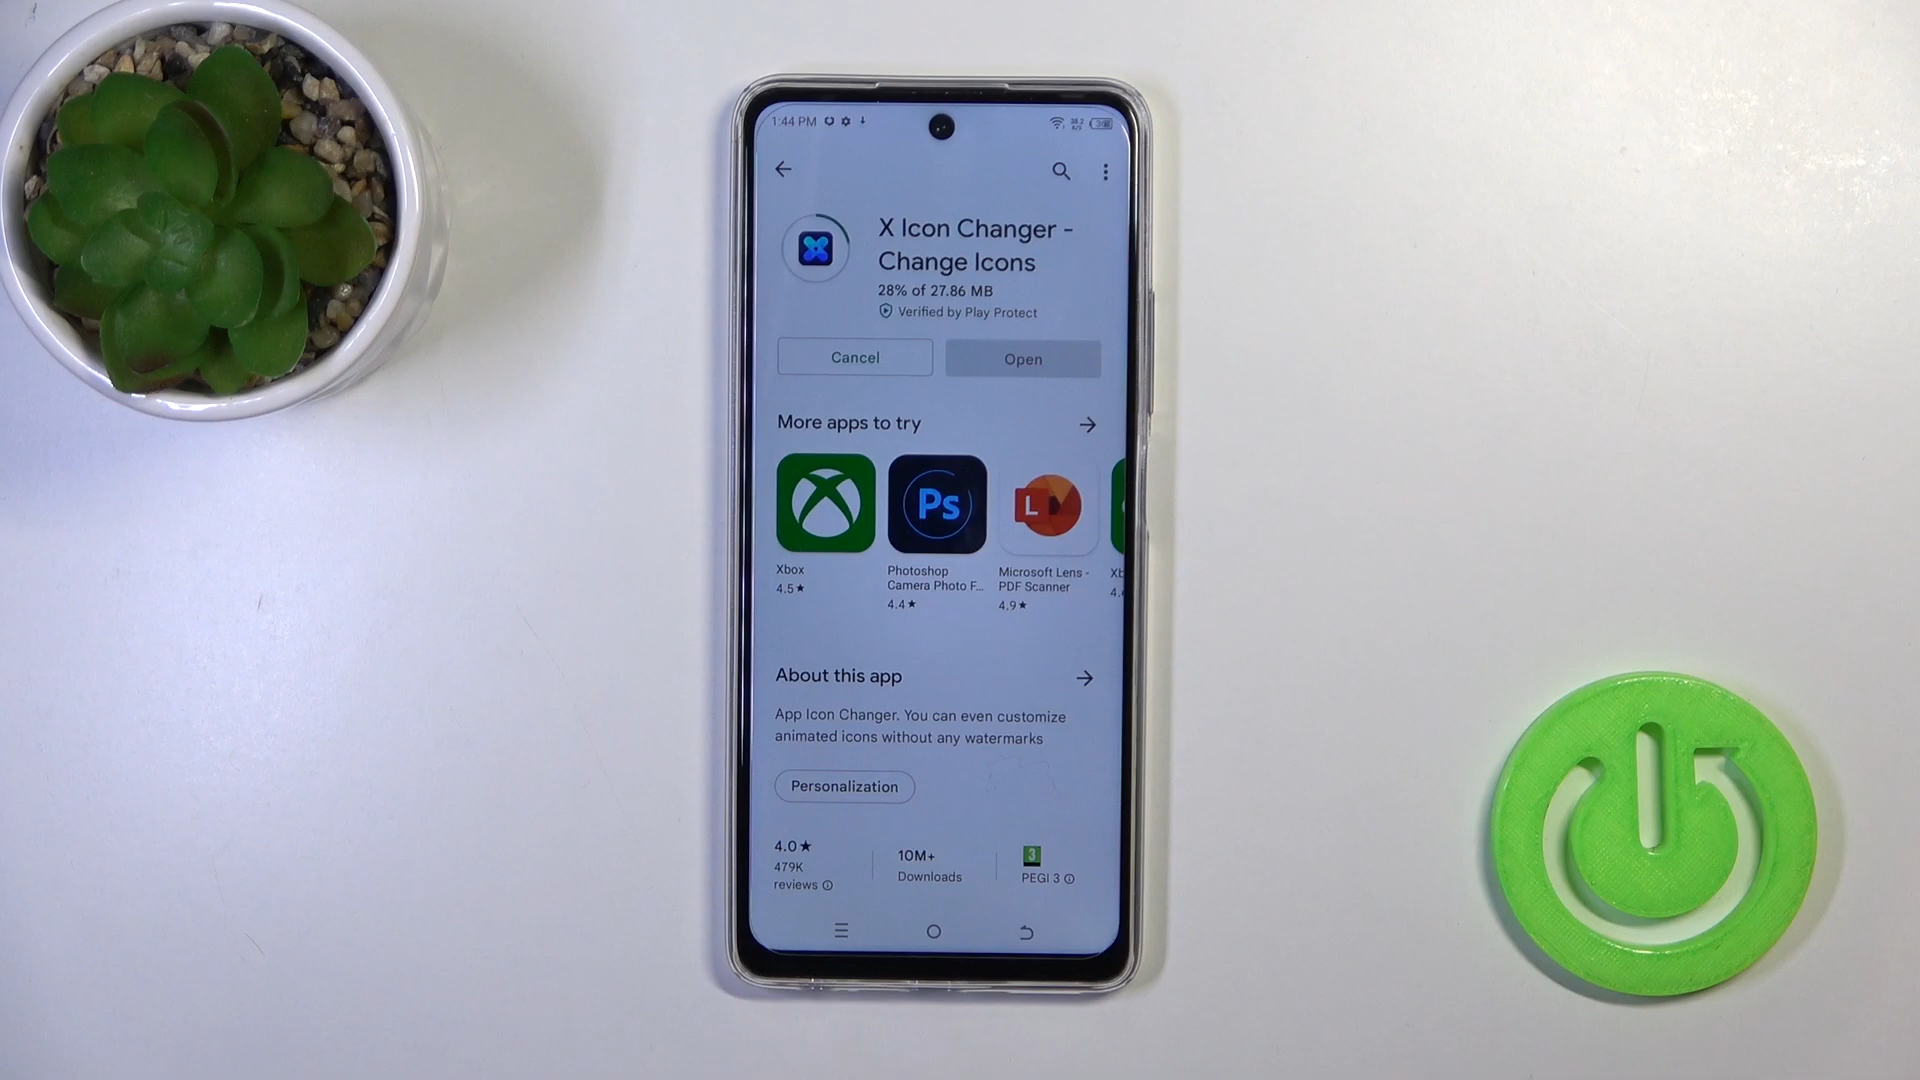 1:44 PM
X Icon Changer -
Change Icons
28% of 27.86 MB
Verified by Play Protect
Cancel
Open
More apps to try
Ps
L
Xbox
4.5★
Photoshop
Camera Photo F...
4.4★
Microsoft Lens -
PDF Scanner
4.9★
About this app
App Icon Changer. You can even customize
animated icons without any watermarks
Personalization
4.0★
479K
reviews
10M+
Downloads
3
PEGI 3